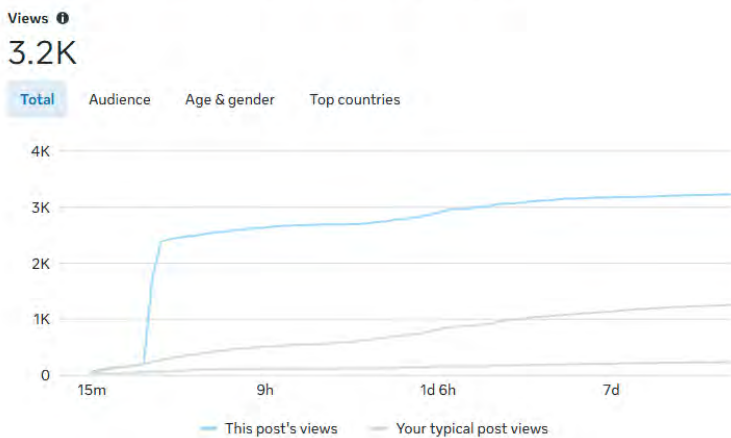 Views
3.2K
Total Audience Age & gender Top countries
4K
3K
2K
1K
0
15m 9h 1d 6h 7d
This post's views Your typical post views